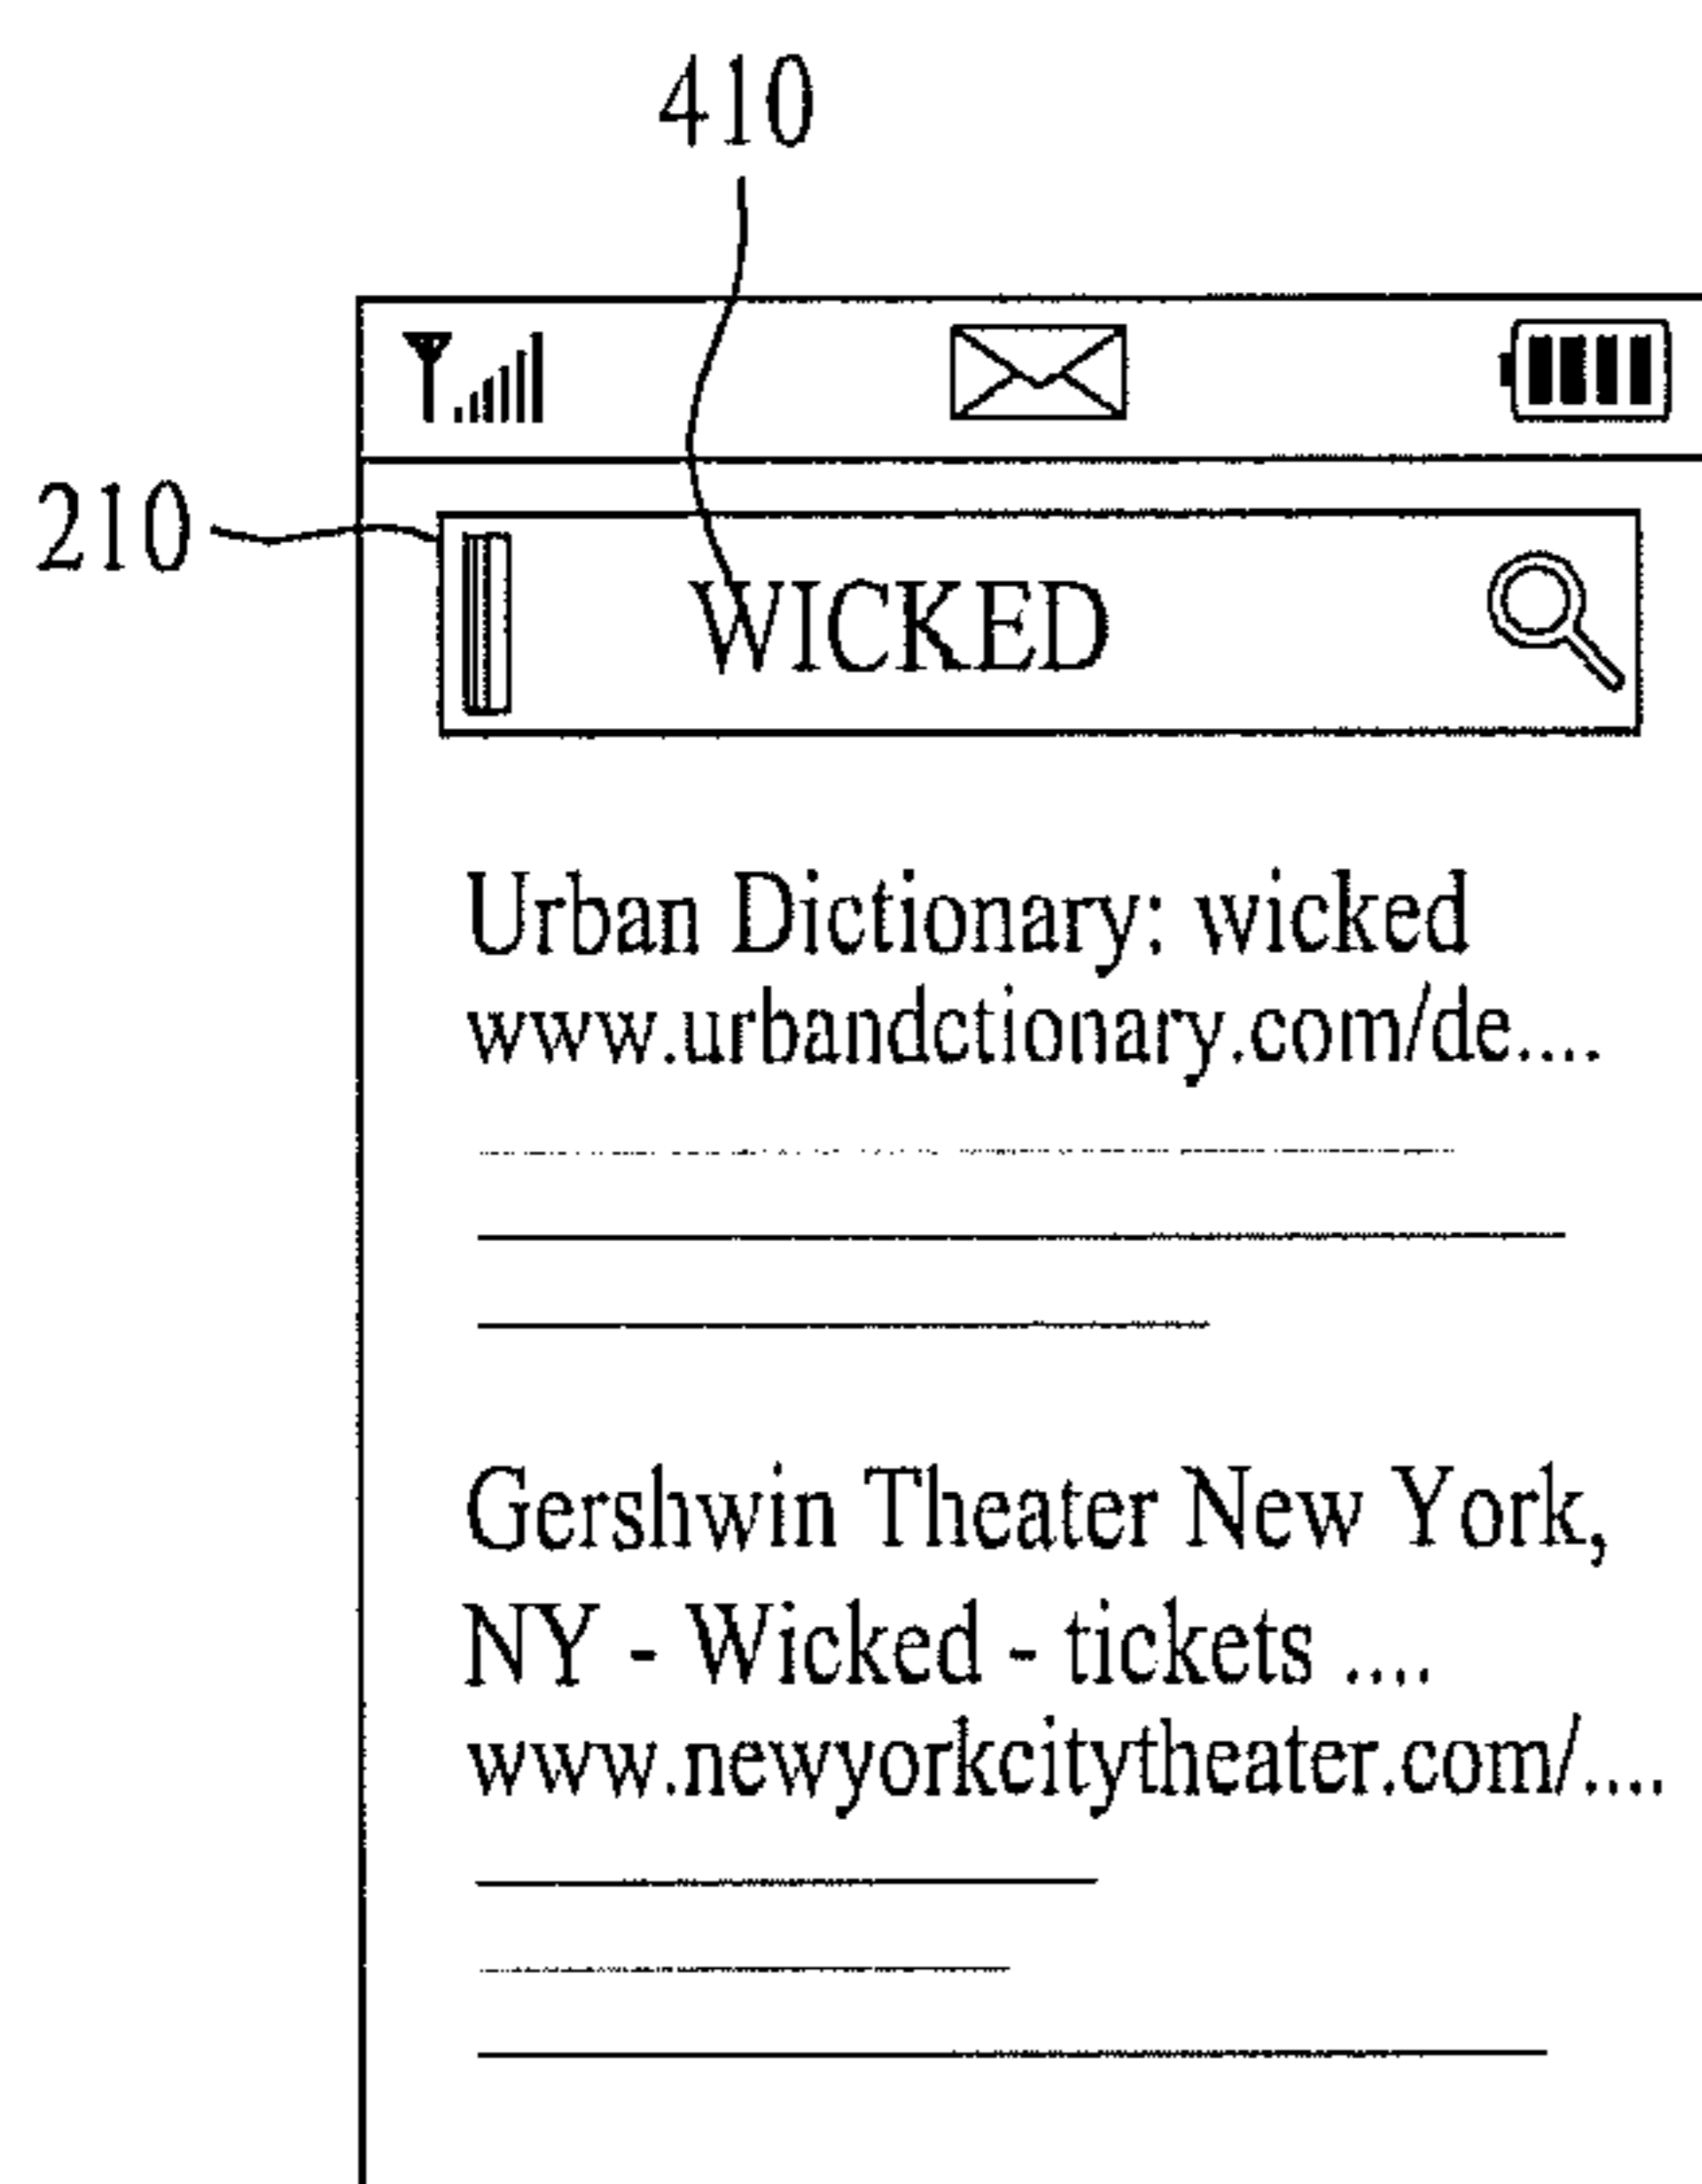 410
210
WICKED
Urban Dictionary: wicked
www.urbandctionary.com/de....
Gershwin Theater New York,
NY - Wicked - tickets ....
www.newyorkcitytheater.com/....